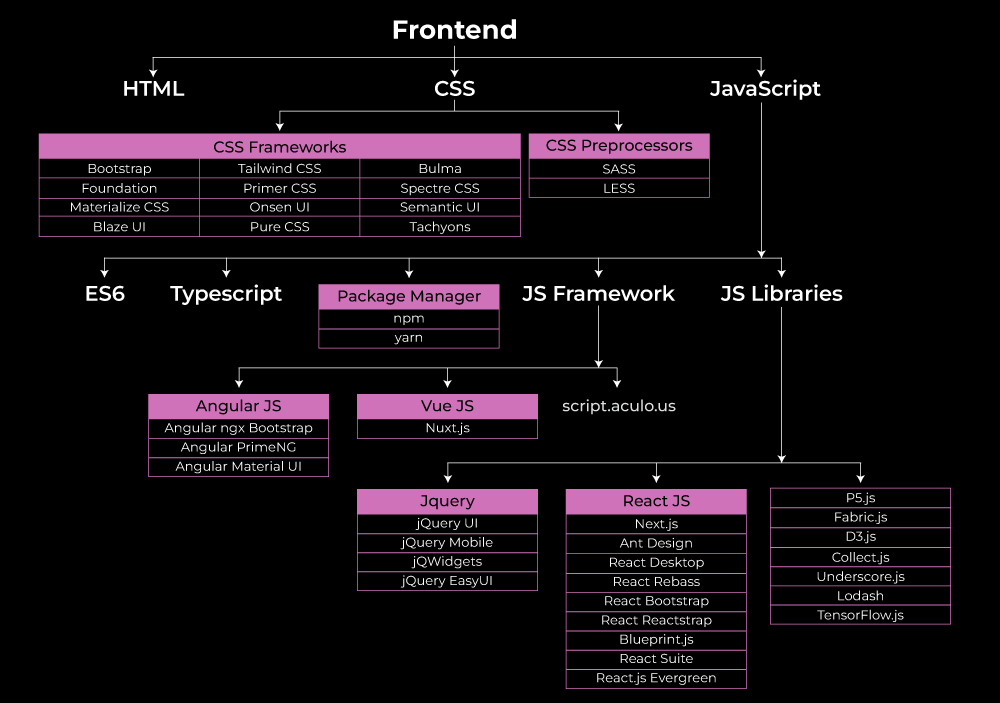 Frontend
HTML
CSS
JavaScript
CSS Frameworks
Bootstrap
Tailwind CSS
Bulma
Foundation
Primer CSS
Spectre CSS
Materialize CSS
Onsen UI
Semantic UI
Blaze UI
Pure CSS
Tachyons
CSS Preprocessors
SASS
LESS
ES6
Typescript
Package Manager
npm
yarn
JS Framework
JS Libraries
Angular JS
Angular ngx Bootstrap
Angular PrimeNG
Angular Material UI
Vue JS
Nuxt.js
script.aculo.us
Jquery
jQuery UI
jQuery Mobile
jQWidgets
jQuery EasyUI
React JS
Next.js
Ant Design
React Desktop
React Rebass
React Bootstrap
React Reactstrap
Blueprint.js
React Suite
React.js Evergreen
P5.js
Fabric.js
D3.js
Collect.js
Underscore.js
Lodash
TensorFlow.js